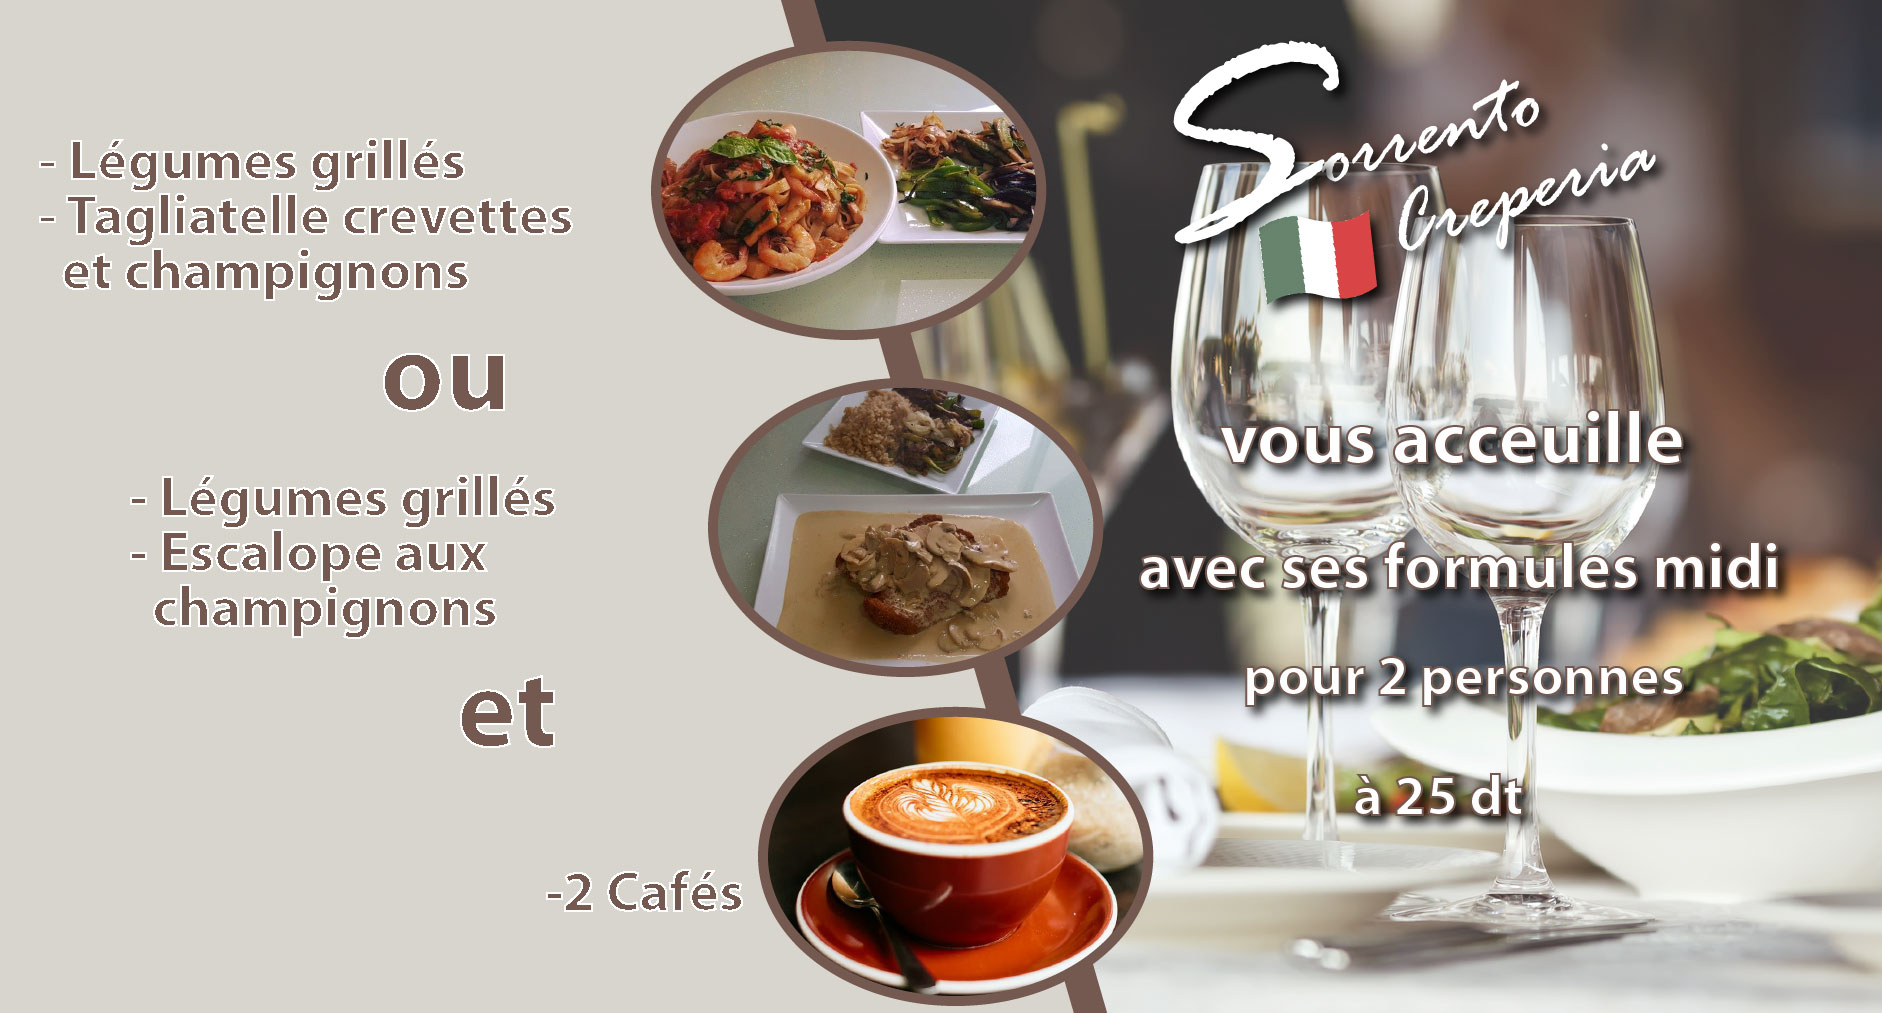 - Légumes grillés
- Tagliatelle crevettes
et champignons
ou
- Légumes grillés
- Escalope aux
champignons
et
-2 Cafés
Sorrento
Creperia
vous acceuille
avec ses formules midi
pour 2 personnes
à 25 dt